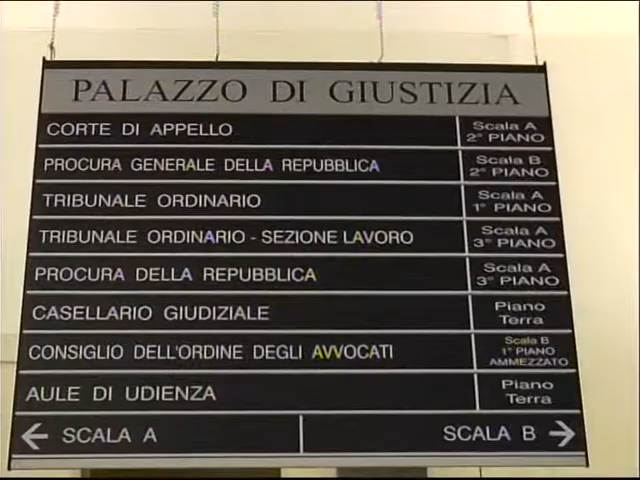 PALAZZO DI GIUSTIZIA
CORTE DI APPELLO
Scala A
2° PIANO
PROCURA GENERALE DELLA REPUBBLICA
Scala B
2° PIANO
TRIBUNALE ORDINARIO
Scala A
1° PIANO
TRIBUNALE ORDINARIO - SEZIONE LAVORO
Scala A
3° PIANO
PROCURA DELLA REPUBBLICA
Scala A
3° PIANO
CASELLARIO GIUDIZIALE
Piano
Terra
CONSIGLIO DELL'ORDINE DEGLI AVVOCATI
Scala B
1° PIANO
AMMEZZATO
AULE DI UDIENZA
Piano
Terra
← SCALA A
SCALA B →